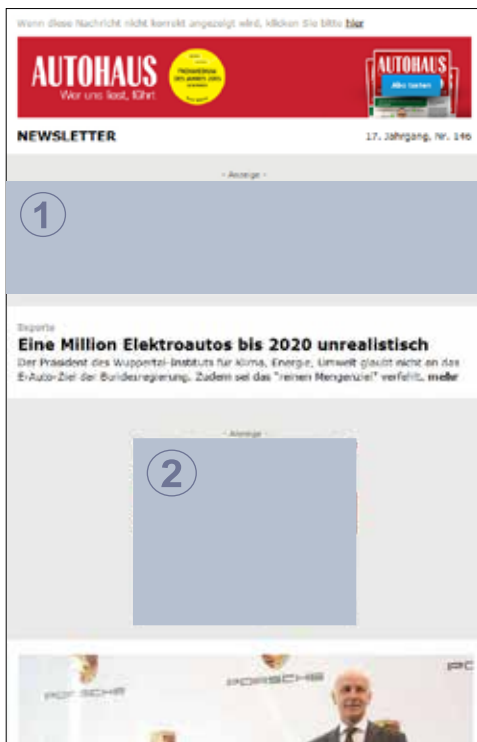 Wenn diese Nachricht nicht korrekt angezeigt wird, klicken Sie bitte hier
AUTOHAUS
Wer uns liest, führt
AUTOHAUS
NEWSLETTER
17. Jahrgang, Nr. 146
- Anzeige -
1
Experte
Eine Million Elektroautos bis 2020 unrealistisch
Der Präsident des Wuppertal-Instituts für Klima, Energie, Umwelt glaubt nicht an das
E-Auto-Ziel der Bundesregierung. Zudem sei das "reinen Mengenziel" verfehlt. mehr
- Anzeige -
2
PORSCHE
PORSCHE
PO